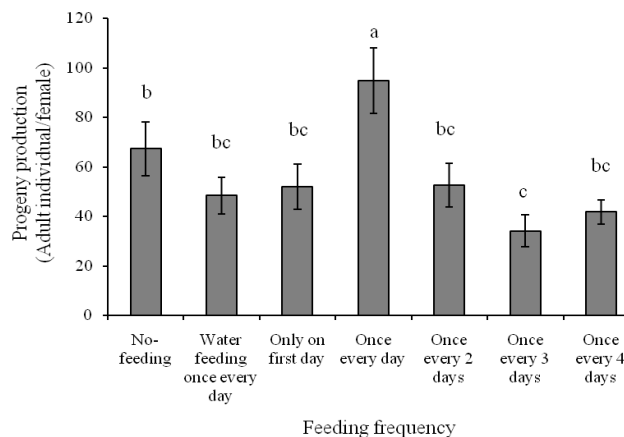 Progeny production
(Adult individual/female)
120
100
80
60
40
20
0
b
bc
bc
a
bc
c
bc
No-
feeding
Water
feeding
once every
day
Only on
first day
Once
every day
Once
every 2
days
Once
every 3
days
Once
every 4
days
Feeding frequency